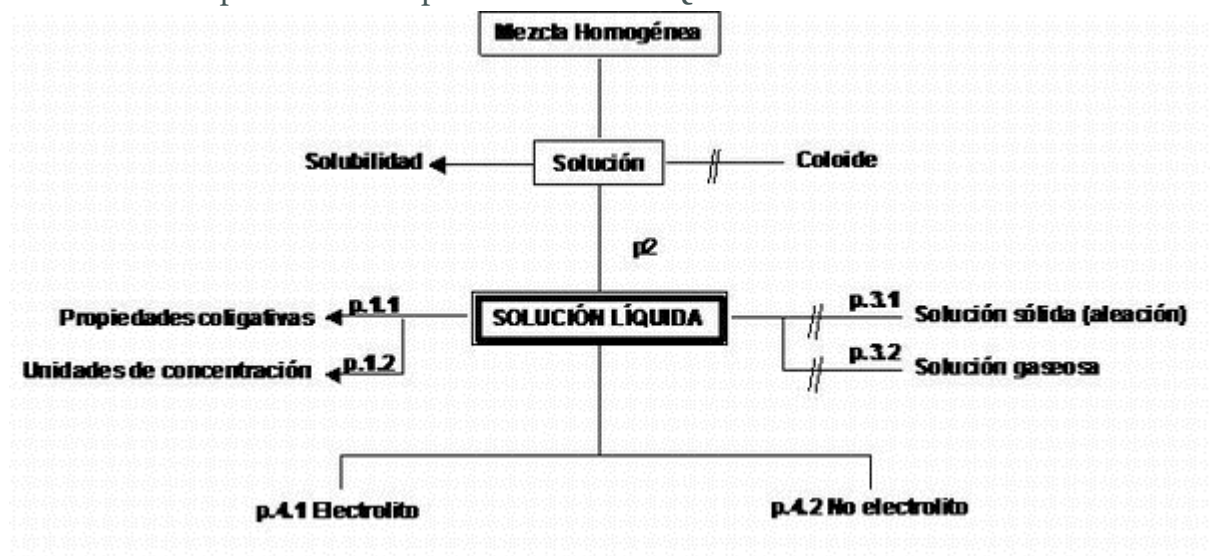 Mezcla Homogénea
Solubilidad
Solución
Coloide
p2
Propiedades coligativas
p.1.1
SOLUCIÓN LÍQUIDA
p.3.1
Solución sólida (aleación)
Unidades de concentración
p.1.2
p.3.2
Solución gaseosa
p.4.1 Electrolito
p.4.2 No electrolito